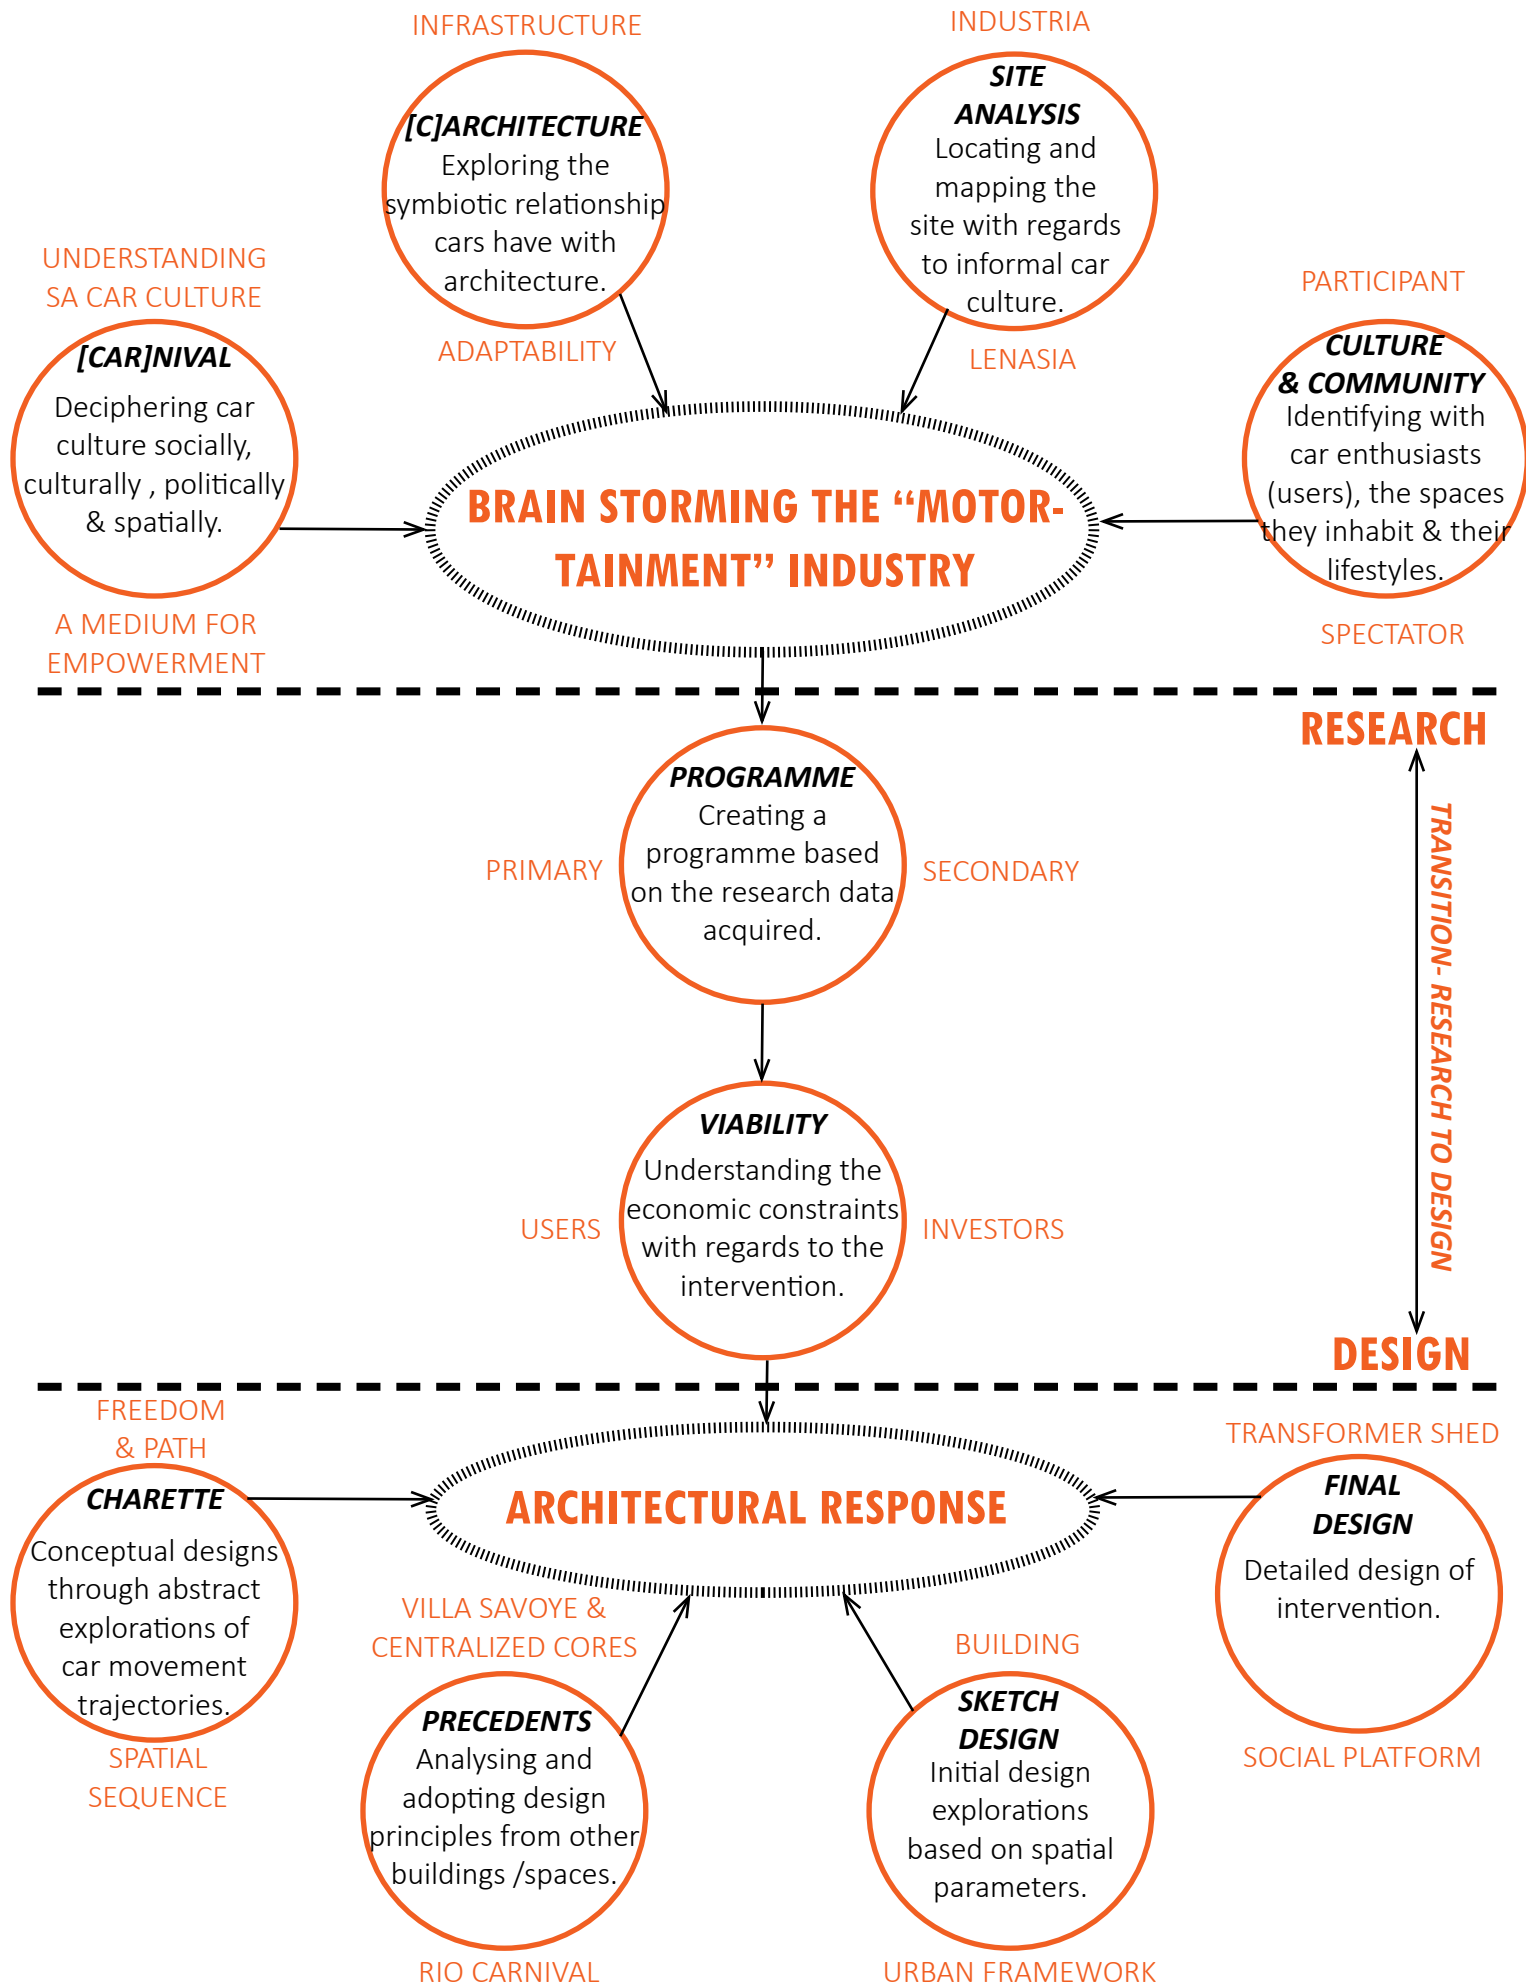 INFRASTRUCTURE
[C]ARCHITECTURE
Exploring the
symbiotic relationship
cars have with
architecture.
ADAPTABILITY
INDUSTRIA
SITE
ANALYSIS
Locating and
mapping the
site with regards
to informal car
culture.
LENASIA
UNDERSTANDING
SA CAR CULTURE
[CAR]NIVAL
Deciphering car
culture socially,
culturally , politically
& spatially.
A MEDIUM FOR
EMPOWERMENT
PARTICIPANT
CULTURE
& COMMUNITY
Identifying with
car enthusiasts
(users), the spaces
they inhabit & their
lifestyles.
SPECTATOR
BRAIN STORMING THE “MOTOR-
TAINMENT” INDUSTRY
RESEARCH
TRANSITION- RESEARCH TO DESIGN
DESIGN
PROGRAMME
Creating a
programme based
on the research data
acquired.
PRIMARY
SECONDARY
VIABILITY
Understanding the
economic constraints
with regards to the
intervention.
USERS
INVESTORS
ARCHITECTURAL RESPONSE
FREEDOM
& PATH
CHARETTE
Conceptual designs
through abstract
explorations of
car movement
trajectories.
SPATIAL
SEQUENCE
VILLA SAVOYE &
CENTRALIZED CORES
PRECEDENTS
Analysing and
adopting design
principles from other
buildings /spaces.
RIO CARNIVAL
BUILDING
SKETCH
DESIGN
Initial design
explorations
based on spatial
parameters.
URBAN FRAMEWORK
TRANSFORMER SHED
FINAL
DESIGN
Detailed design of
intervention.
SOCIAL PLATFORM